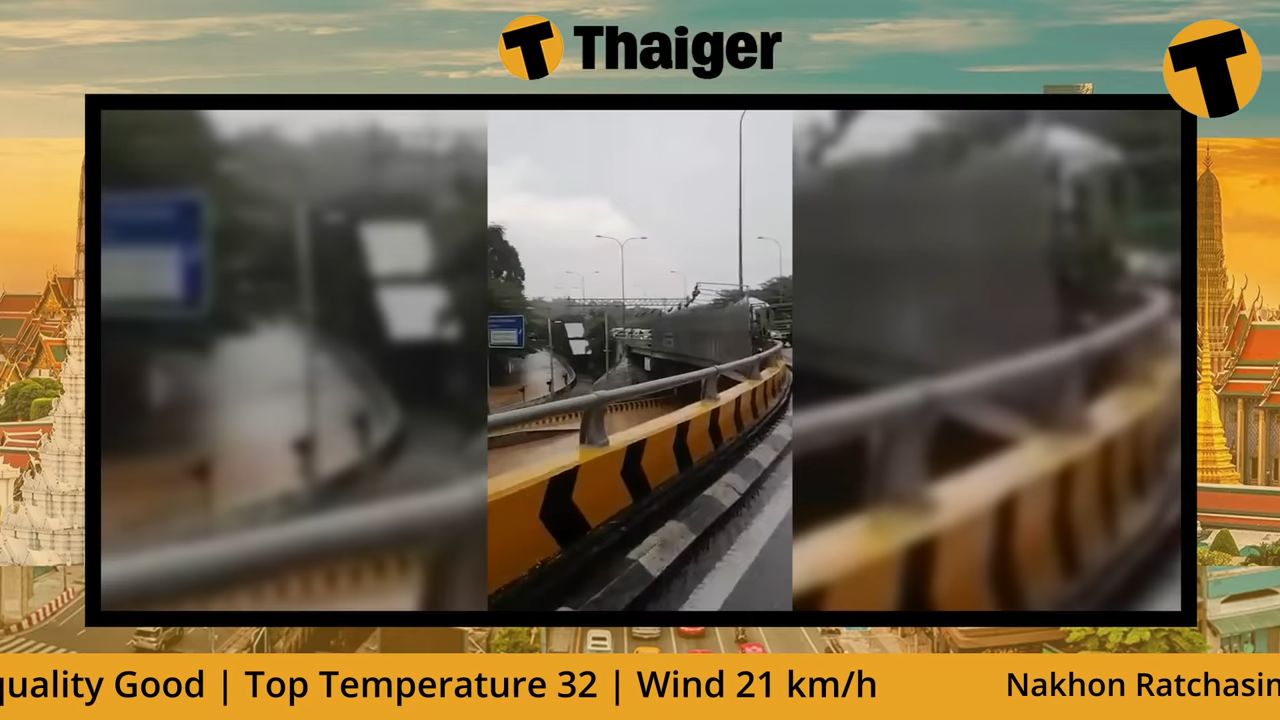 Thaiger
quality Good | Top Temperature 32 | Wind 21 km/h
Nakhon Ratchasin